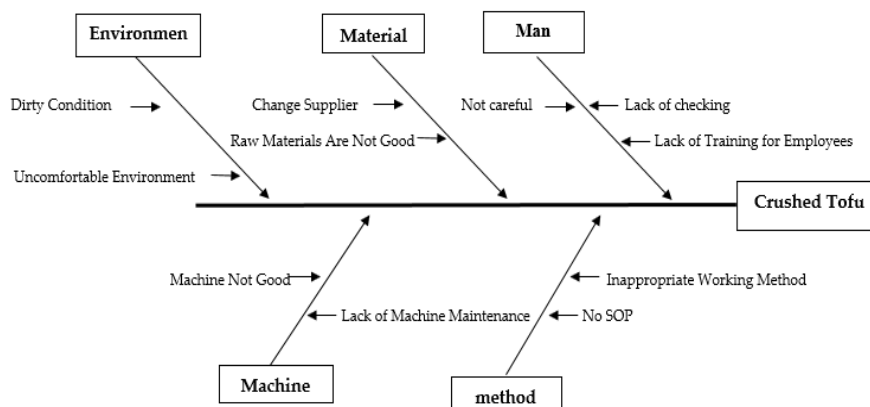 Environmen
Material
Man
Dirty Condition
Change Supplier
Not careful
Lack of checking
Raw Materials Are Not Good
Lack of Training for Employees
Uncomfortable Environment
Crushed Tofu
Machine Not Good
Inappropriate Working Method
Lack of Machine Maintenance
No SOP
Machine
method